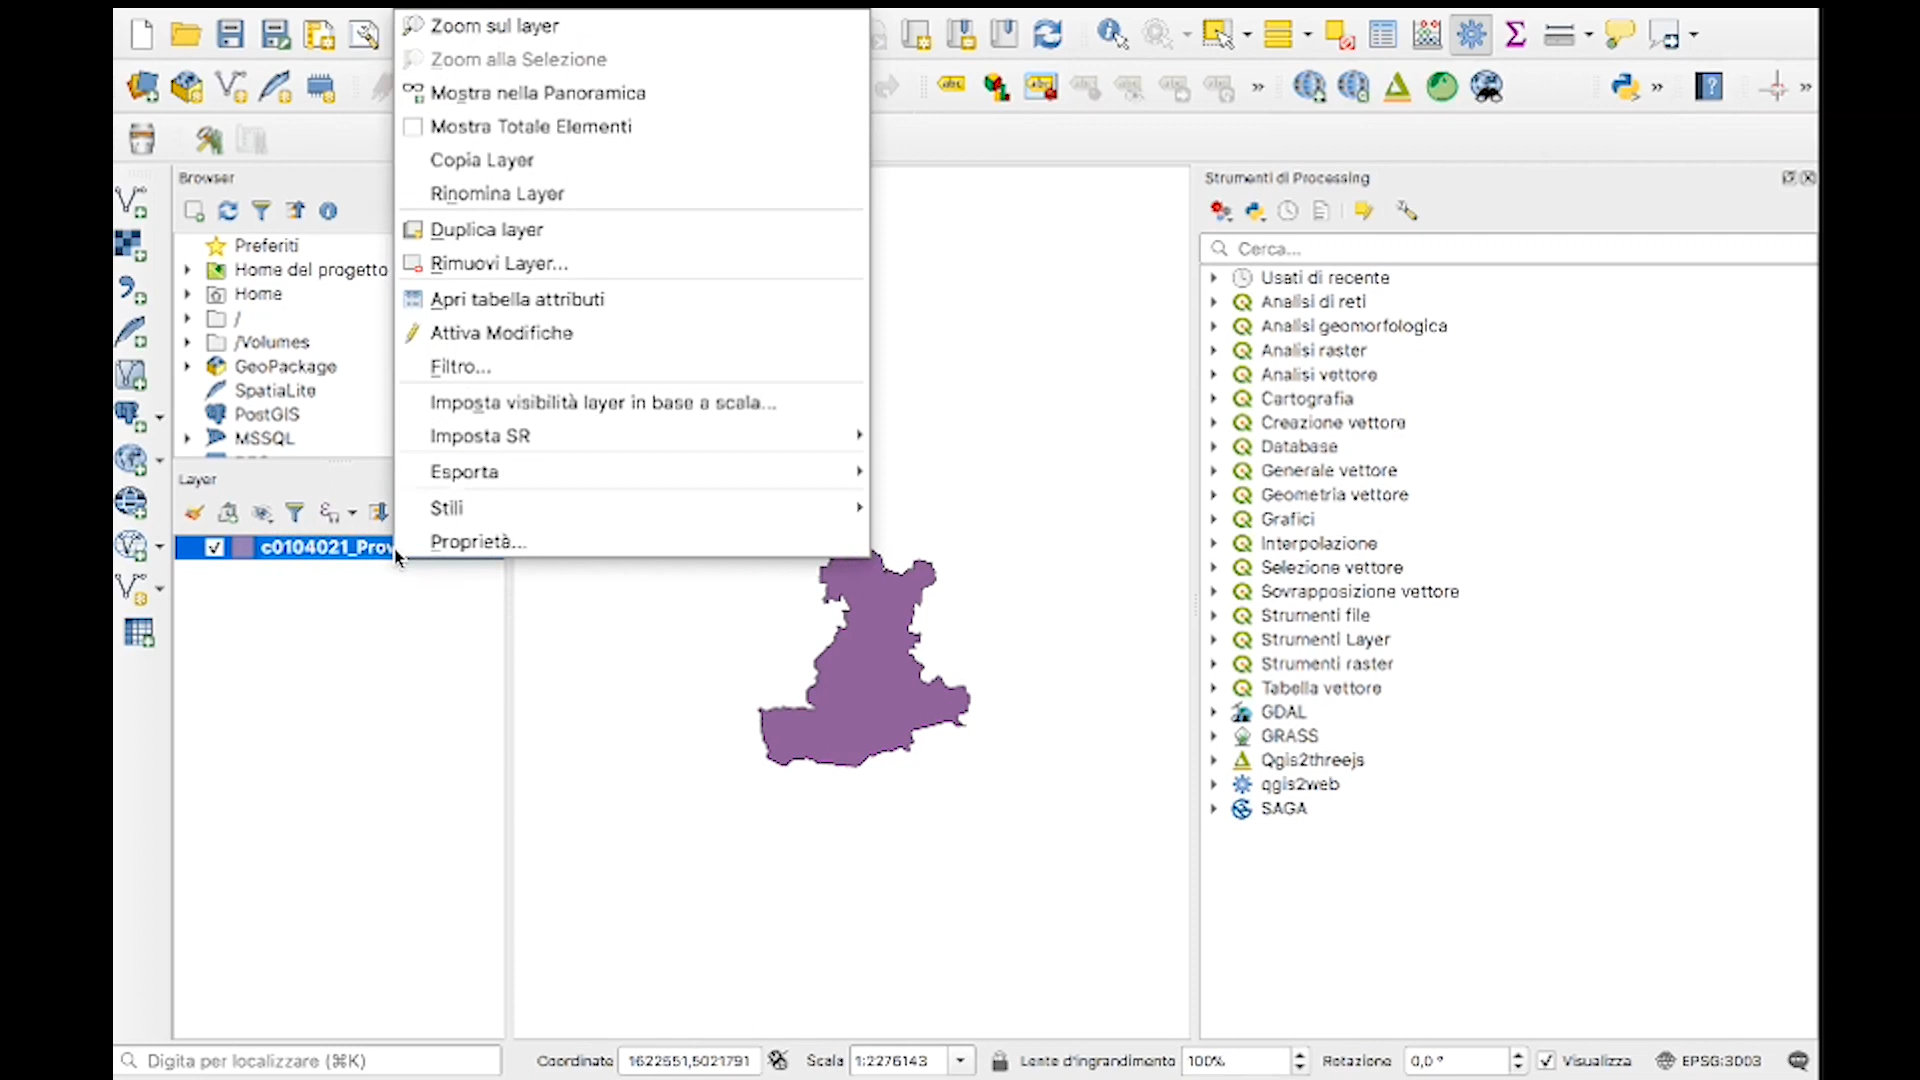 Zoom sul layer
Zoom alla Selezione
Mostra nella Panoramica
Mostra Totale Elementi
Copia Layer
Rinomina Layer
Duplica layer
Rimuovi Layer...
Apri tabella attributi
Attiva Modifiche
Filtro...
Imposta visibilità layer in base a scala...
Imposta SR
Esporta
Stili
Proprietà...
abc
Browser
Preferiti
Home del progetto
Home
/
/Volumes
GeoPackage
SpatiaLite
PostGIS
MSSQL
Layer
c0104021_Prov
Strumenti di Processing
Cerca...
Usati di recente
Analisi di reti
Analisi geomorfologica
Analisi raster
Analisi vettore
Cartografia
Creazione vettore
Database
Generale vettore
Geometria vettore
Grafici
Interpolazione
Selezione vettore
Sovrapposizione vettore
Strumenti file
Strumenti Layer
Strumenti raster
Tabella vettore
GDAL
GRASS
Qgis2threejs
qgis2web
SAGA
Digita per localizzare (⌘K)
Coordinate 1622551,5021791 Scala 1:2276143 Lente d'ingrandimento 100% Rotazione 0,0 ° Visualizza EPSG:3003